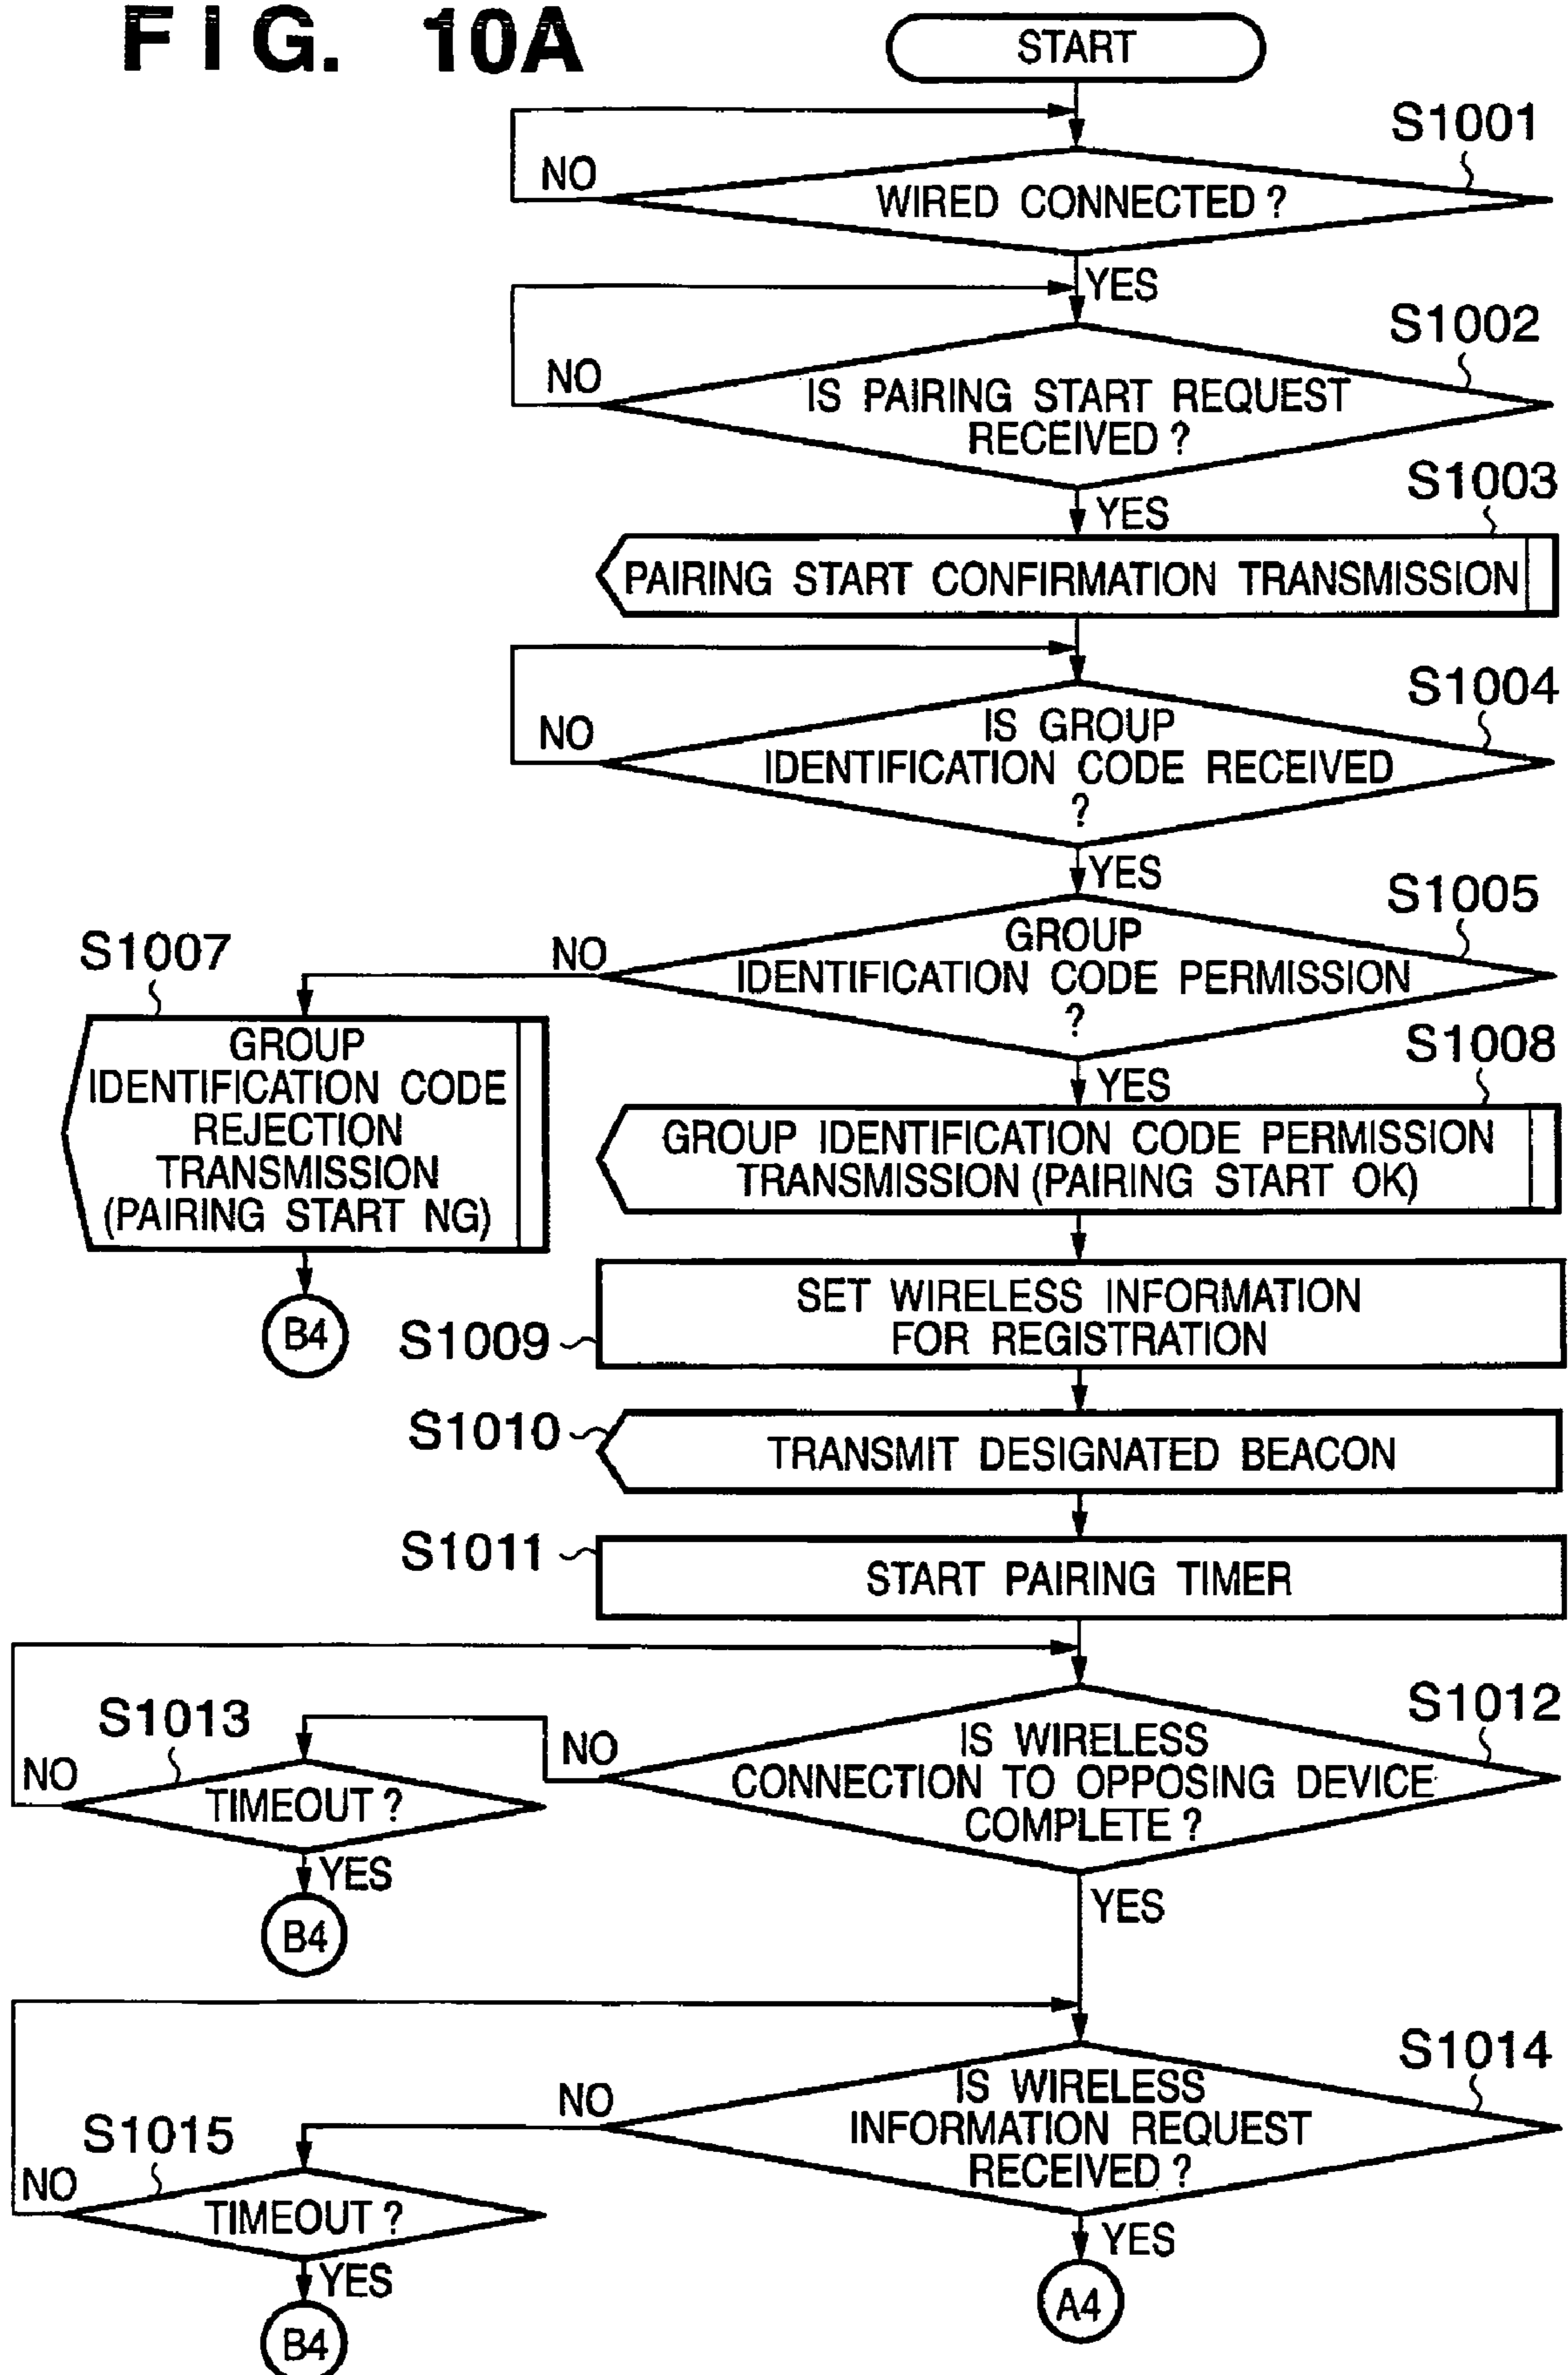 FIG. 10A
START
S1001
NO
WIRED CONNECTED ?
YES
S1002
NO
IS PAIRING START REQUEST
RECEIVED ?
S1003
YES
PAIRING START CONFIRMATION TRANSMISSION
S1004
NO
IS GROUP
IDENTIFICATION CODE RECEIVED
?
YES
S1005
S1007
NO
GROUP
IDENTIFICATION CODE PERMISSION
?
GROUP
IDENTIFICATION CODE
REJECTION
TRANSMISSION
(PAIRING START NG)
S1008
YES
GROUP IDENTIFICATION CODE PERMISSION
TRANSMISSION (PAIRING START OK)
B4
S1009
SET WIRELESS INFORMATION
FOR REGISTRATION
S1010
TRANSMIT DESIGNATED BEACON
S1011
START PAIRING TIMER
S1012
S1013
NO
IS WIRELESS
CONNECTION TO OPPOSING DEVICE
COMPLETE ?
NO
TIMEOUT ?
YES
YES
B4
S1014
NO
IS WIRELESS
INFORMATION REQUEST
RECEIVED ?
S1015
NO
TIMEOUT ?
YES
YES
A4
B4